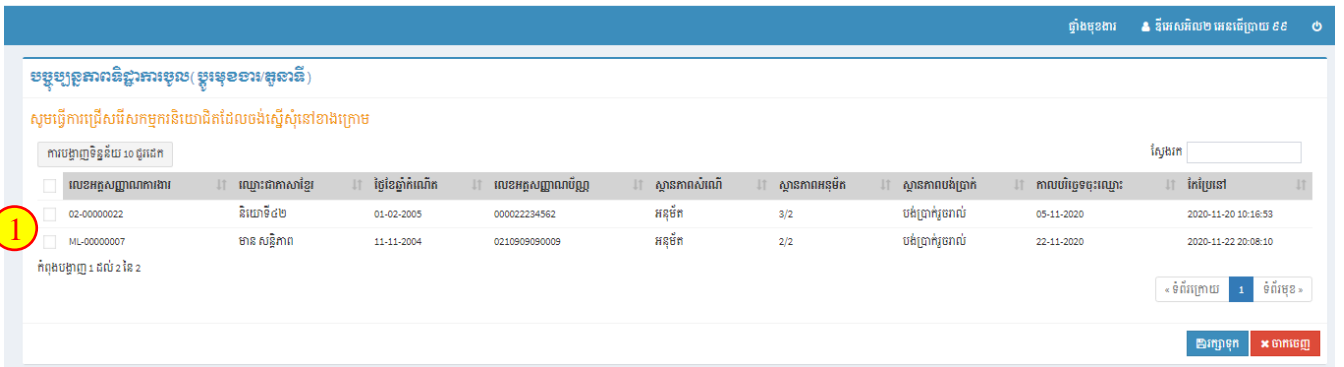 ផ្ទាំងមុខងារ ឌីអេសអិល២ អេនធើប្រាយ ៩៩
បច្ចុប្បន្នភាពទិដ្ឋាការចូល(ប្ដូរមុខងារ/តួនាទី)
សូមធ្វើការជ្រើសរើសកម្មករនិយោជិតដែលចង់ស្នើសុំនៅខាងក្រោម
ការបង្ហាញទិន្នន័យ 10 ជួរដេក ស្វែងរក
លេខអត្តសញ្ញាណការងារ ឈ្មោះជាភាសាខ្មែរ ថ្ងៃខែឆ្នាំកំណើត លេខអត្តសញ្ញាណប័ណ្ណ ស្ថានភាពសំណើ ស្ថានភាពអនុម័ត ស្ថានភាពបង់ប្រាក់ កាលបរិច្ឆេទចុះឈ្មោះ កែប្រែនៅ
02-00000022 និយោទី៤២ 01-02-2005 000022234562 អនុម័ត 3/2 បង់ប្រាក់រួចរាល់ 05-11-2020 2020-11-20 10:16:53
1 ML-00000007 មាន សន្តិភាព 11-11-2004 0210909090009 អនុម័ត 2/2 បង់ប្រាក់រួចរាល់ 22-11-2020 2020-11-22 20:08:10
កំពុងបង្ហាញ 1 ដល់ 2 នៃ 2
« ទំព័រក្រោយ 1 ទំព័រមុខ »
រក្សាទុក ចាកចេញ